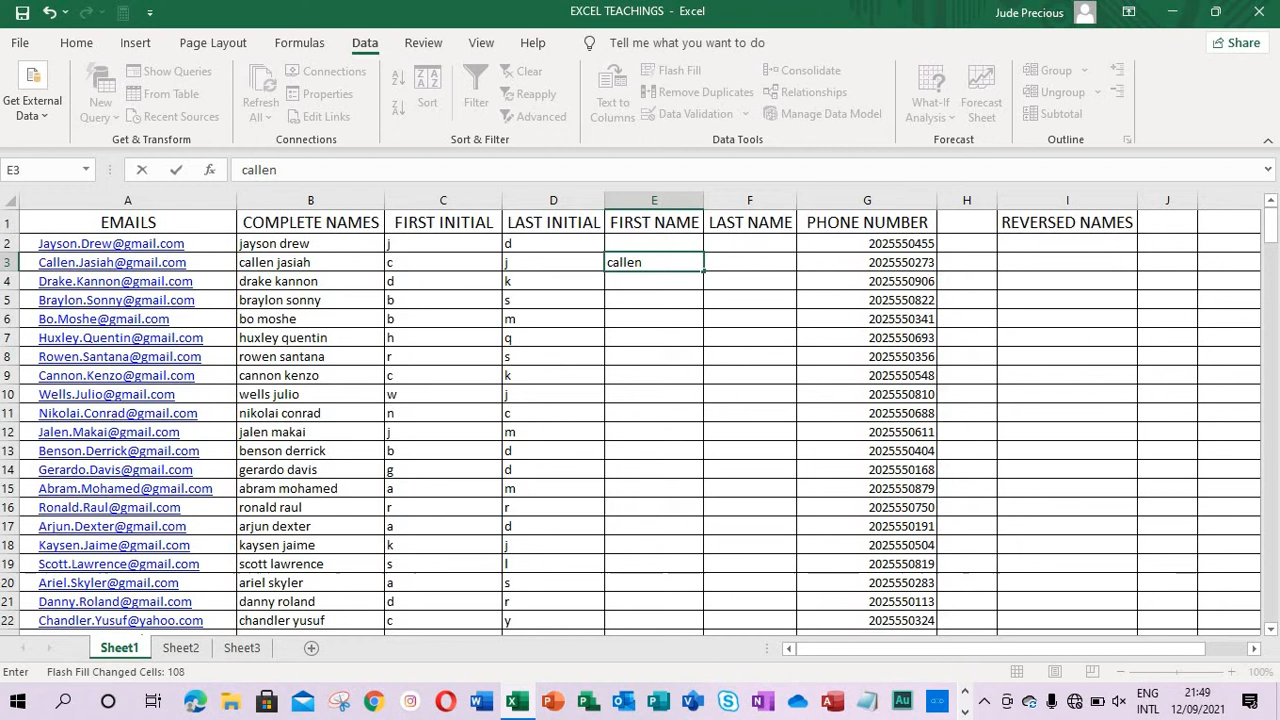 EXCEL TEACHINGS - Excel
Jude Precious
File Home Insert Page Layout Formulas Data Review View Help Tell me what you want to do Share
Get External Data
New Query
Show Queries
From Table
Recent Sources
Get & Transform
Refresh All
Connections
Properties
Edit Links
Connections
Sort
Filter
Clear
Reapply
Advanced
Sort & Filter
Text to Columns
Flash Fill
Remove Duplicates
Data Validation
Consolidate
Relationships
Manage Data Model
Data Tools
What-If Analysis
Forecast Sheet
Forecast
Group
Ungroup
Subtotal
Outline
E3 fx callen
A B C D E F G H I J
1 EMAILS COMPLETE NAMES FIRST INITIAL LAST INITIAL FIRST NAME LAST NAME PHONE NUMBER REVERSED NAMES
2 Jayson.Drew@gmail.com jayson drew j d 2025550455
3 Callen.Jasiah@gmail.com callen jasiah c j callen 2025550273
4 Drake.Kannon@gmail.com drake kannon d k 2025550906
5 Braylon.Sonny@gmail.com braylon sonny b s 2025550822
6 Bo.Moshe@gmail.com bo moshe b m 2025550341
7 Huxley.Quentin@gmail.com huxley quentin h q 2025550693
8 Rowen.Santana@gmail.com rowen santana r s 2025550356
9 Cannon.Kenzo@gmail.com cannon kenzo c k 2025550548
10 Wells.Julio@gmail.com wells julio w j 2025550810
11 Nikolai.Conrad@gmail.com nikolai conrad n c 2025550688
12 Jalen.Makai@gmail.com jalen makai j m 2025550611
13 Benson.Derrick@gmail.com benson derrick b d 2025550404
14 Gerardo.Davis@gmail.com gerardo davis g d 2025550168
15 Abram.Mohamed@gmail.com abram mohamed a m 2025550879
16 Ronald.Raul@gmail.com ronald raul r r 2025550750
17 Arjun.Dexter@gmail.com arjun dexter a d 2025550191
18 Kaysen.Jaime@gmail.com kaysen jaime k j 2025550504
19 Scott.Lawrence@gmail.com scott lawrence s l 2025550819
20 Ariel.Skyler@gmail.com ariel skyler a s 2025550283
21 Danny.Roland@gmail.com danny roland d r 2025550113
22 Chandler.Yusuf@yahoo.com chandler yusuf c y 2025550324
Sheet1 Sheet2 Sheet3
Enter Flash Fill Changed Cells: 108 100%
ENG INTL
21:49
12/09/2021